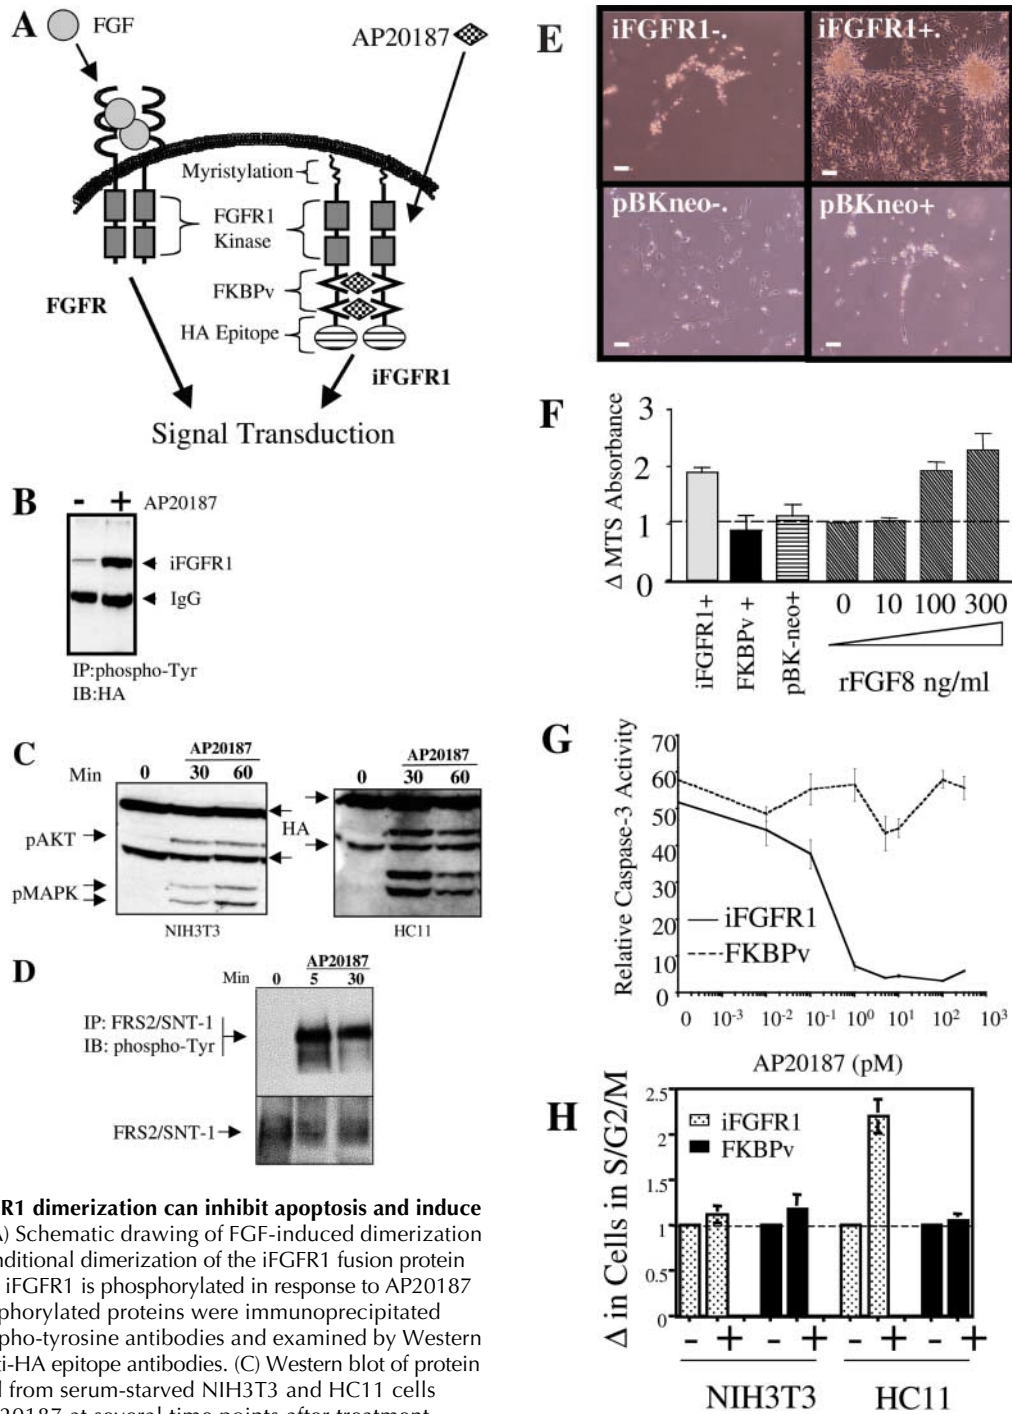 A
FGF
AP20187
Myristylation
FGFR1
Kinase
FKBPv
FGFR
HA Epitope
iFGFR1
Signal Transduction
B
- + AP20187
iFGFR1
IgG
IP:phospho-Tyr
IB:HA
C
AP20187
AP20187
Min 0 30 60
0 30 60
HA
pAKT
pMAPK
NIH3T3
HC11
D
AP20187
Min 0 5 30
IP: FRS2/SNT-1
IB: phospho-Tyr
FRS2/SNT-1
R1 dimerization can inhibit apoptosis and induce
A) Schematic drawing of FGF-induced dimerization
nditional dimerization of the iFGFR1 fusion protein
iFGFR1 is phosphorylated in response to AP20187
phorylated proteins were immunoprecipitated
pho-tyrosine antibodies and examined by Western
ti-HA epitope antibodies. (C) Western blot of protein
d from serum-starved NIH3T3 and HC11 cells
20187 at several time points after treatment
E
iFGFR1-.
iFGFR1+.
pBKneo-.
pBKneo+
F
Δ MTS Absorbance
3
2
1
0
iFGFR1+
FKBPv +
pBK-neo+
0 10 100 300
rFGF8 ng/ml
G
Relative Caspase-3 Activity
70
60
50
40
30
20
10
0
iFGFR1
FKBPv
0 10-3 10-2 10-1 100 101 102 103
AP20187 (pM)
H
Δ in Cells in S/G2/M
2.5
2
1.5
1
0.5
0
iFGFR1
FKBPv
- + - + - + - +
NIH3T3
HC11